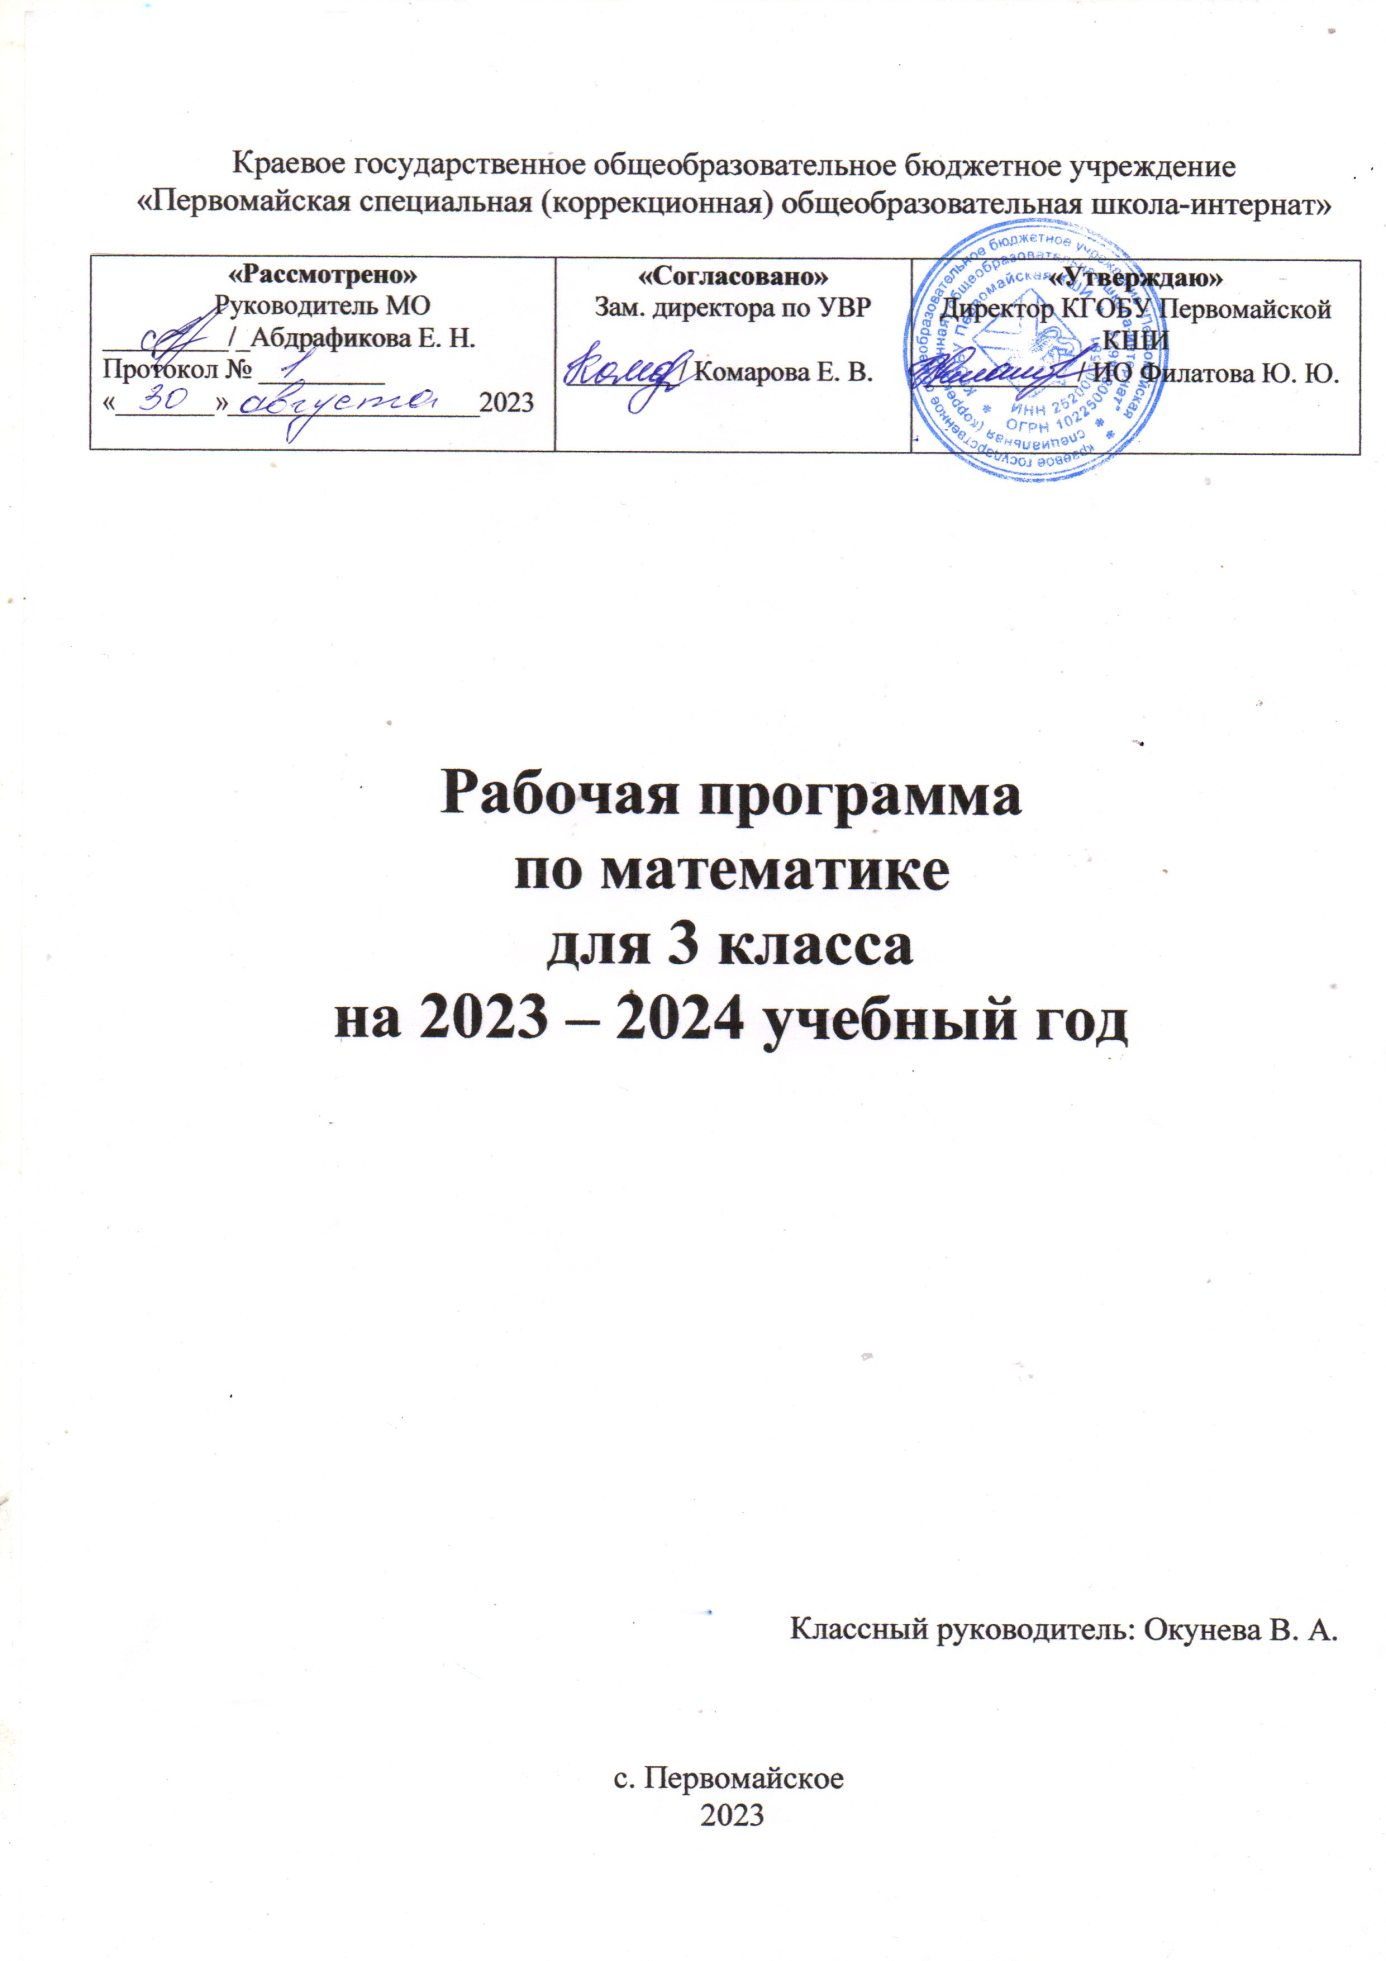 Краевое государственное общеобразовательное бюджетное учреждение
«Первомайская специальная (коррекционная) общеобразовательная школа-интернат»
«Рассмотрено»
Руководитель МО
__________/_Абдрафикова Е. Н.
Протокол № 1
« 30 » августа 2023
«Согласовано»
Зам. директора по УВР
/ Комарова Е. В.
«Утверждаю»
Директор КГОБУ Первомайской
КШИ
/ ИО Филатова Ю. Ю.
Рабочая программа
по математике
для 3 класса
на 2023 – 2024 учебный год
Классный руководитель: Окунева В. А.
с. Первомайское
2023